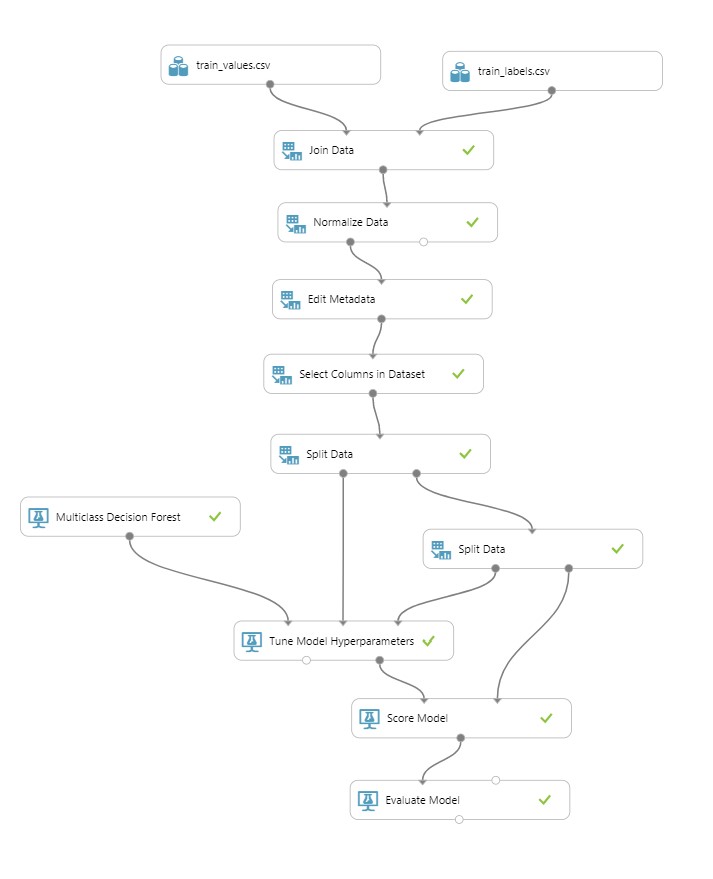 train_values.csv
train_labels.csv
Join Data
Normalize Data
Edit Metadata
Select Columns in Dataset
Split Data
Multiclass Decision Forest
Split Data
Tune Model Hyperparameters
Score Model
Evaluate Model